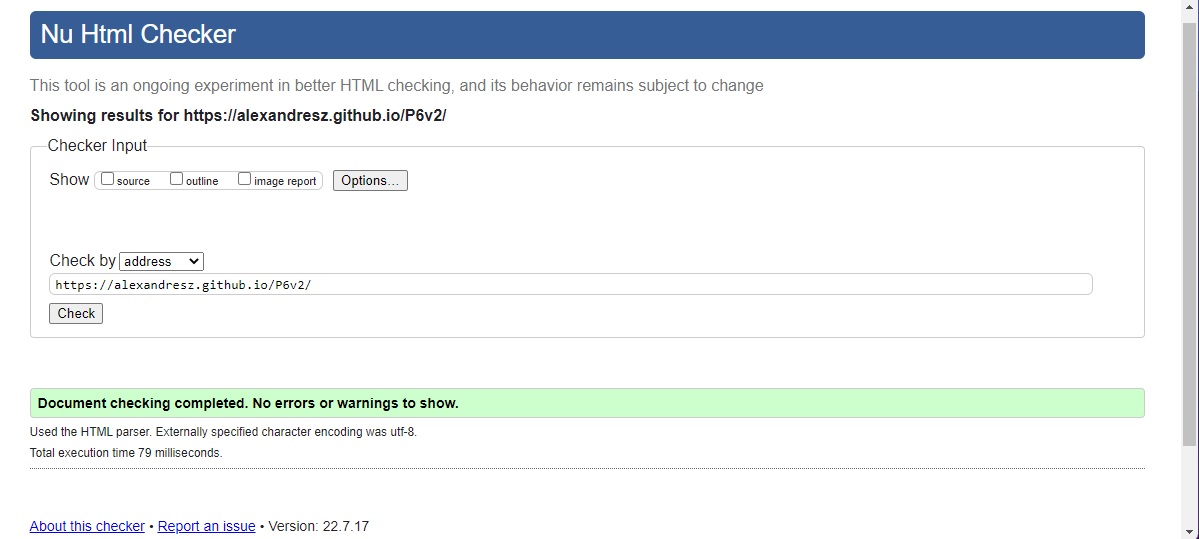 Nu Html Checker
This tool is an ongoing experiment in better HTML checking, and its behavior remains subject to change
Showing results for https://alexandresz.github.io/P6v2/
Checker Input
Show source outline image report Options...
Check by address
https://alexandresz.github.io/P6v2/
Check
Document checking completed. No errors or warnings to show.
Used the HTML parser. Externally specified character encoding was utf-8.
Total execution time 79 milliseconds.
About this checker • Report an issue • Version: 22.7.17